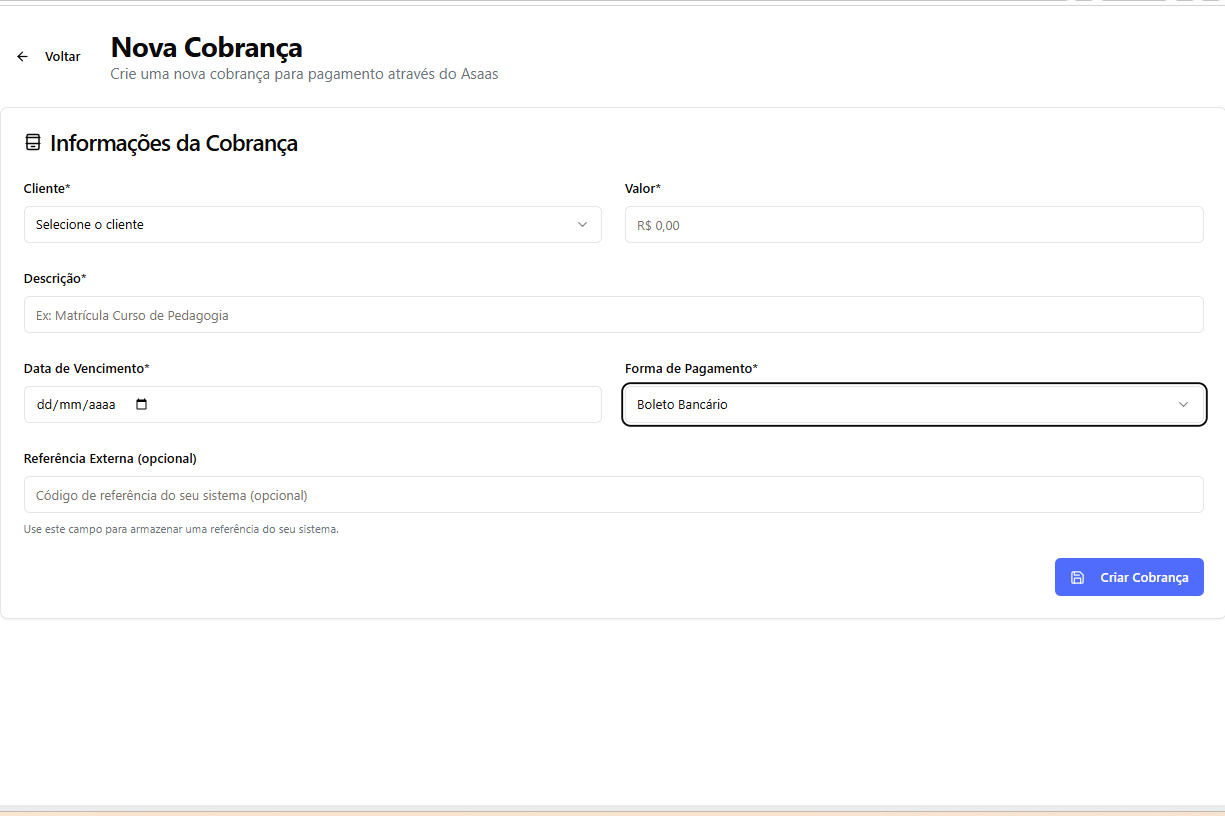 Voltar
Nova Cobrança
Crie uma nova cobrança para pagamento através do Asaas
Informações da Cobrança
Cliente*
Valor*
Selecione o cliente
R$ 0,00
Descrição*
Ex: Matrícula Curso de Pedagogia
Data de Vencimento*
Forma de Pagamento*
dd/mm/aaaa
Boleto Bancário
Referência Externa (opcional)
Código de referência do seu sistema (opcional)
Use este campo para armazenar uma referência do seu sistema.
Criar Cobrança